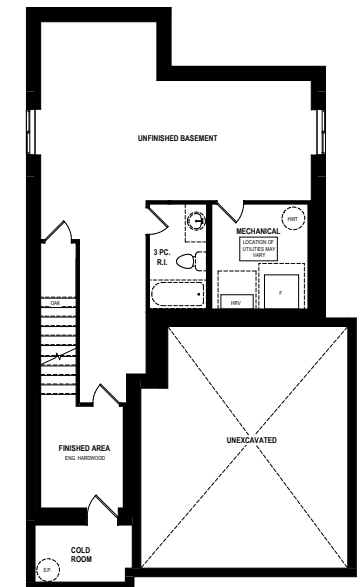 UNFINISHED BASEMENT
3 PC.
R.I.
MECHANICAL
HWT
LOCATION OF
UTILITIES MAY
VARY
HRV
F
OAK
FINISHED AREA
ENG. HARDWOOD
UNEXCAVATED
COLD
ROOM
S.P.